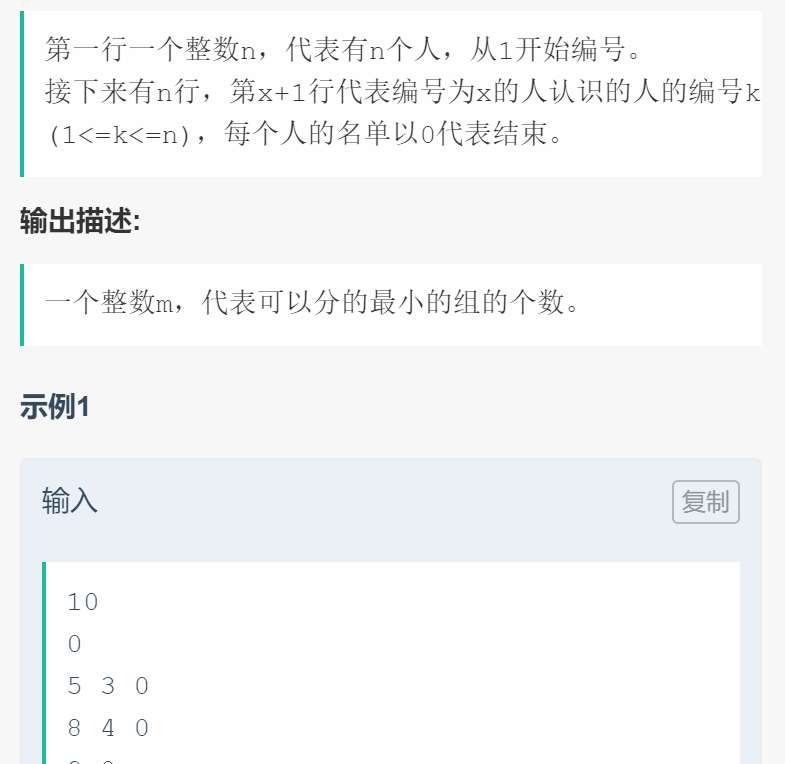 第一行一个整数n，代表有n个人，从1开始编号。
接下来有n行，第x+1行代表编号为x的人认识的人的编号k
(1<=k<=n)，每个人的名单以0代表结束。
输出描述:
一个整数m，代表可以分的最小的组的个数。
示例1
输入
复制
10
0
5 3 0
8 4 0